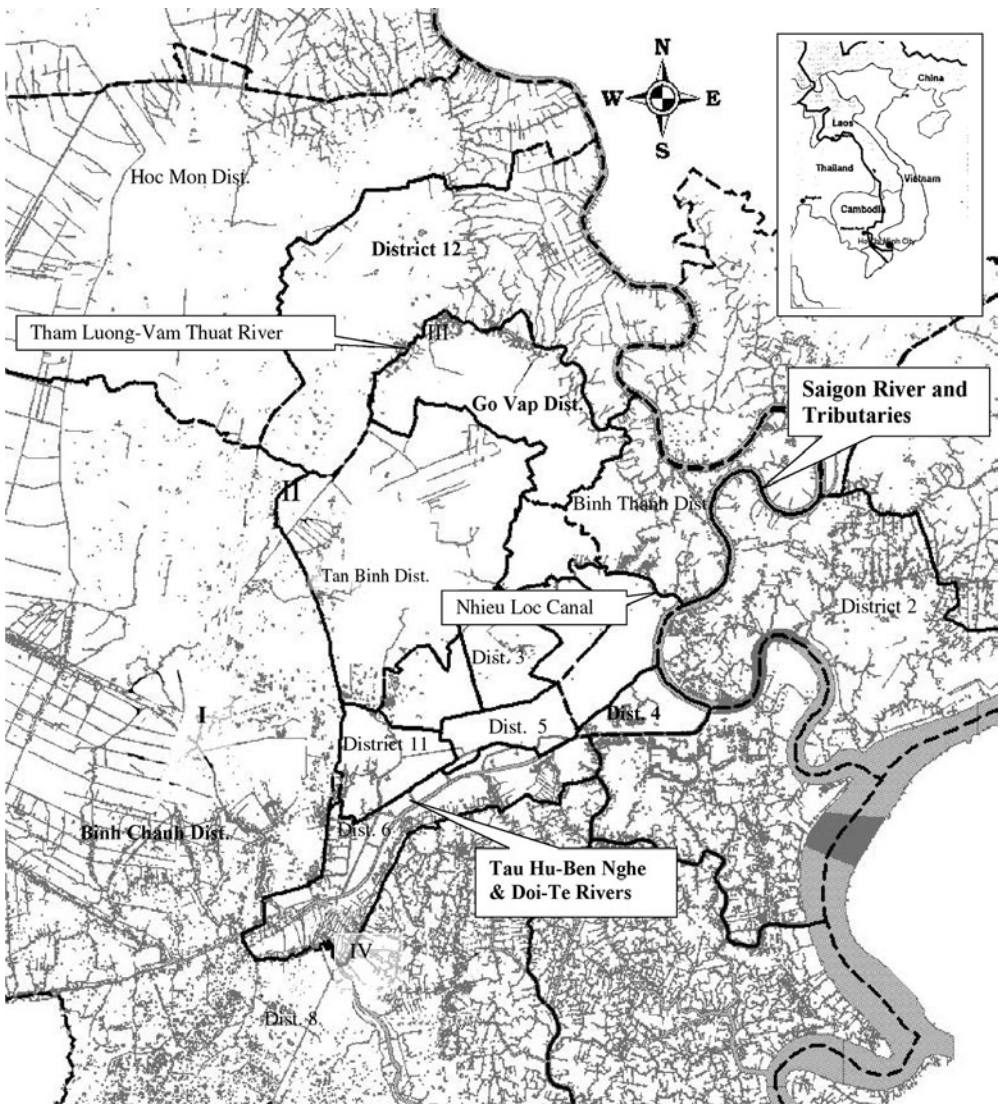 N
W E
S
China
Laos
Thailand
Vietnam
Cambodia
Hoc Mon Dist.
District 12
Tham Luong-Vam Thuat River
III
Go Vap Dist.
Saigon River and
Tributaries
II
Binh Thanh Dist
Tan Binh Dist.
Nhieu Loc Canal
District 2
Dist. 3
I
Dist. 4
Dist. 5
District 11
Binh Chanh Dist.
Dist. 6
Tau Hu-Ben Nghe
& Doi-Te Rivers
IV
Dist. 8.